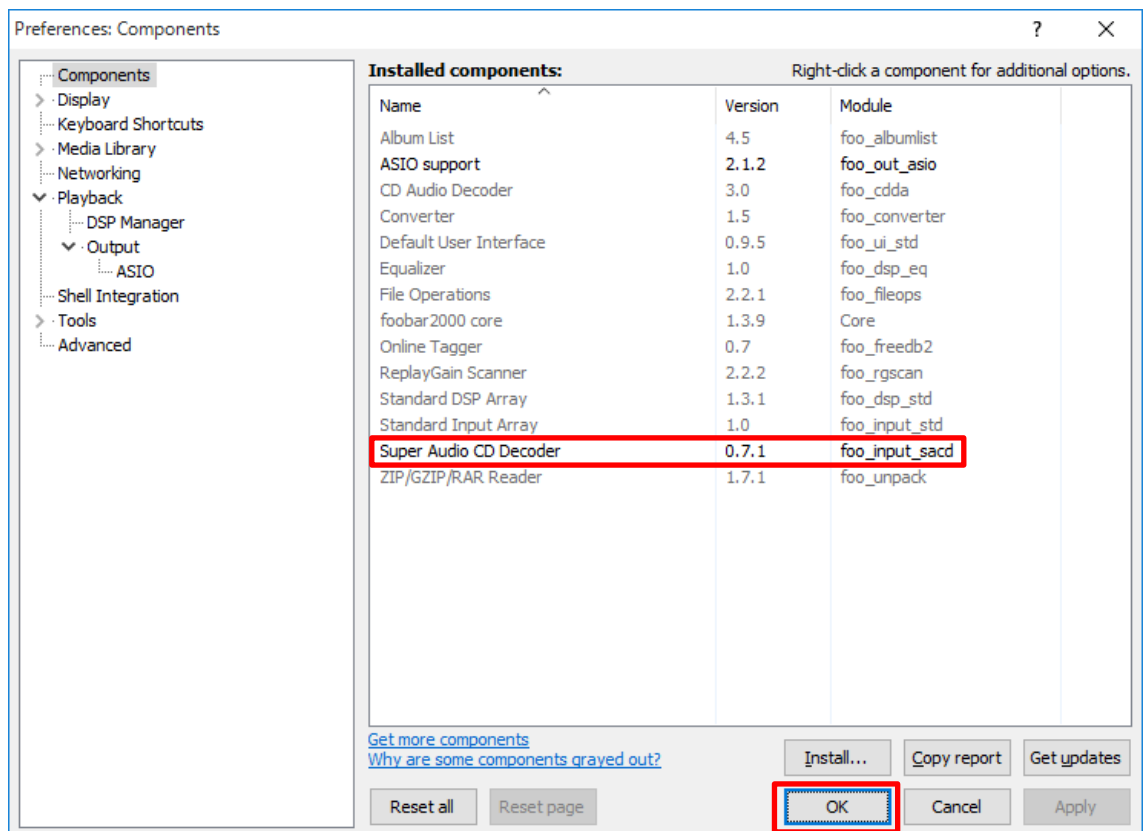 Preferences: Components ?
Components
Display
Keyboard Shortcuts
Media Library
Networking
Playback
DSP Manager
Output
ASIO
Shell Integration
Tools
Advanced
Installed components: Right-click a component for additional options.
Name Version Module
Album List 4.5 foo_albumlist
ASIO support 2.1.2 foo_out_asio
CD Audio Decoder 3.0 foo_cdda
Converter 1.5 foo_converter
Default User Interface 0.9.5 foo_ui_std
Equalizer 1.0 foo_dsp_eq
File Operations 2.2.1 foo_fileops
foobar2000 core 1.3.9 Core
Online Tagger 0.7 foo_freedb2
ReplayGain Scanner 2.2.2 foo_rgscan
Standard DSP Array 1.3.1 foo_dsp_std
Standard Input Array 1.0 foo_input_std
Super Audio CD Decoder 0.7.1 foo_input_sacd
ZIP/GZIP/RAR Reader 1.7.1 foo_unpack
Get more components
Why are some components grayed out?
Install... Copy report Get updates
Reset all Reset page OK Cancel Apply